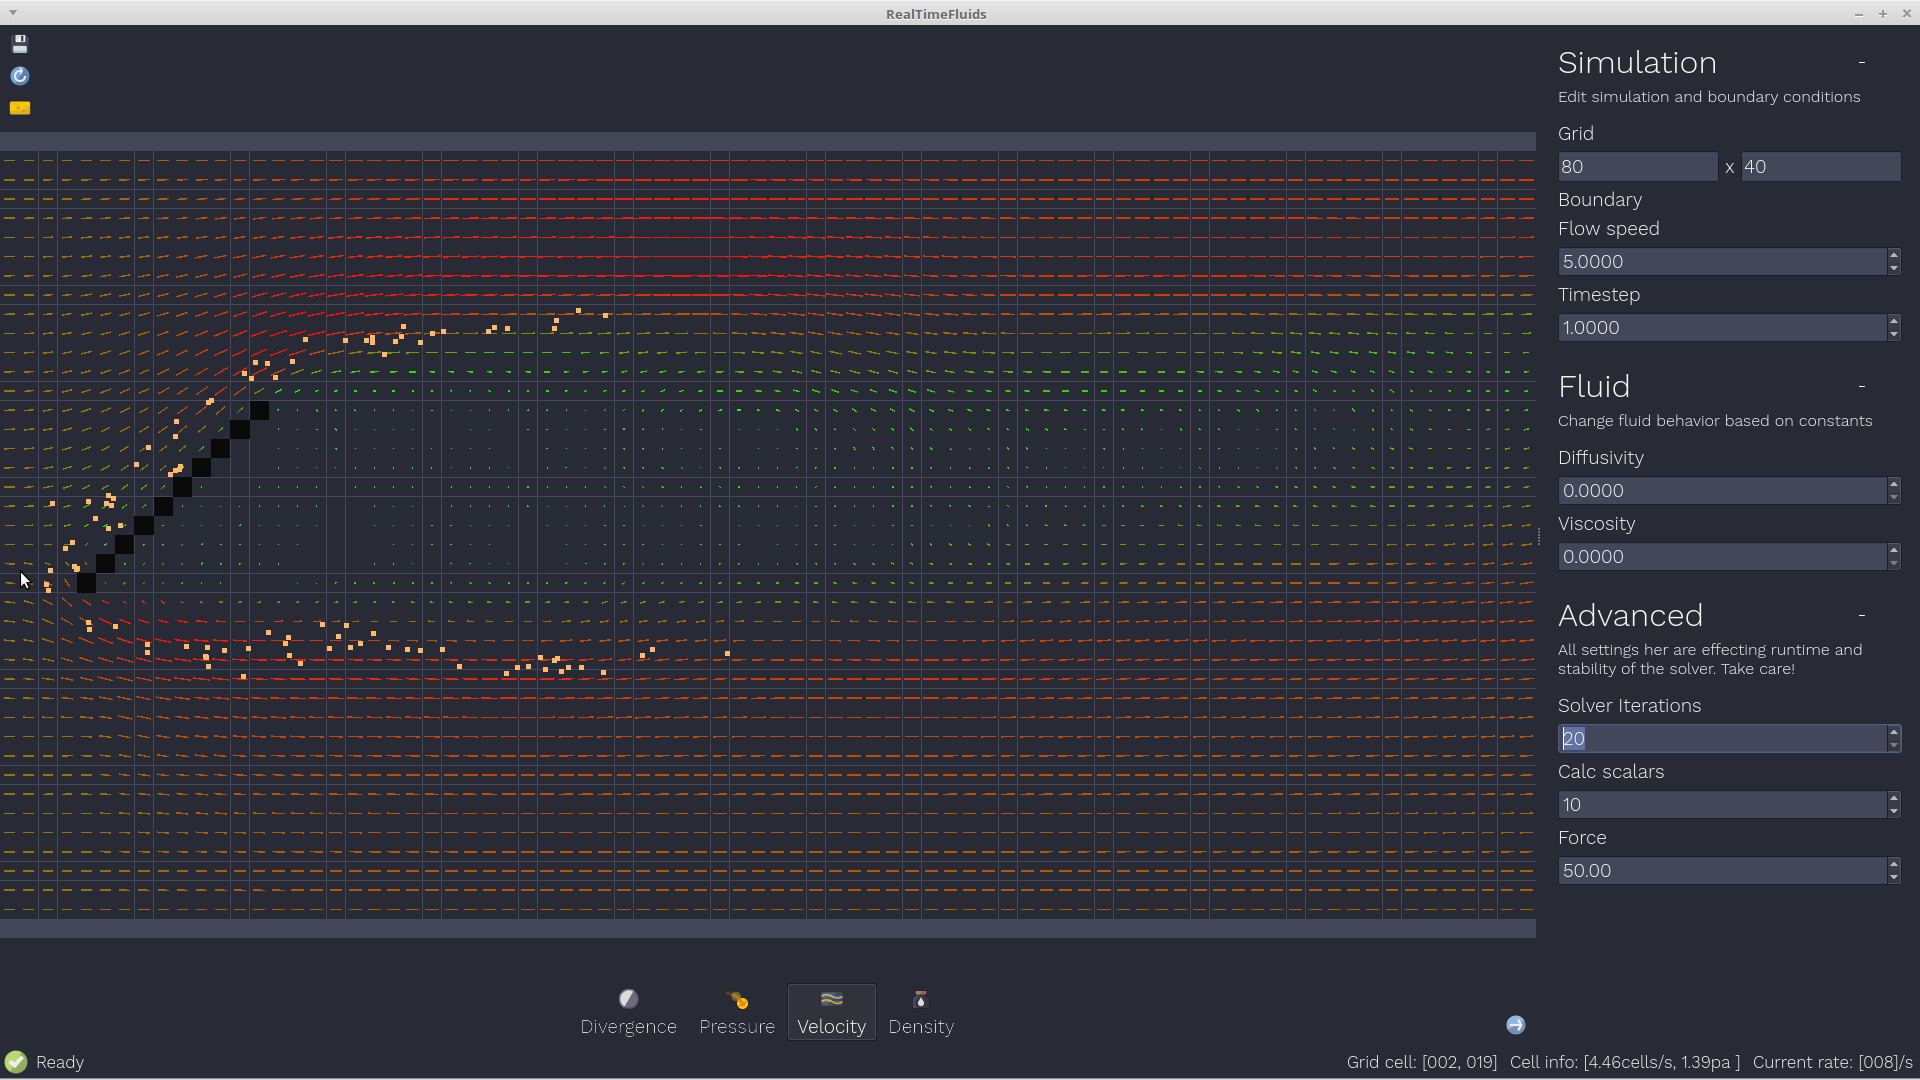 RealTimeFluids
Simulation -
Edit simulation and boundary conditions
Grid
80 x 40
Boundary
Flow speed
5.0000
Timestep
1.0000
Fluid -
Change fluid behavior based on constants
Diffusivity
0.0000
Viscosity
0.0000
Advanced -
All settings her are effecting runtime and
stability of the solver. Take care!
Solver Iterations
20
Calc scalars
10
Force
50.00
Divergence Pressure Velocity Density
Ready Grid cell: [002, 019] Cell info: [4.46cells/s, 1.39pa ] Current rate: [008]/s